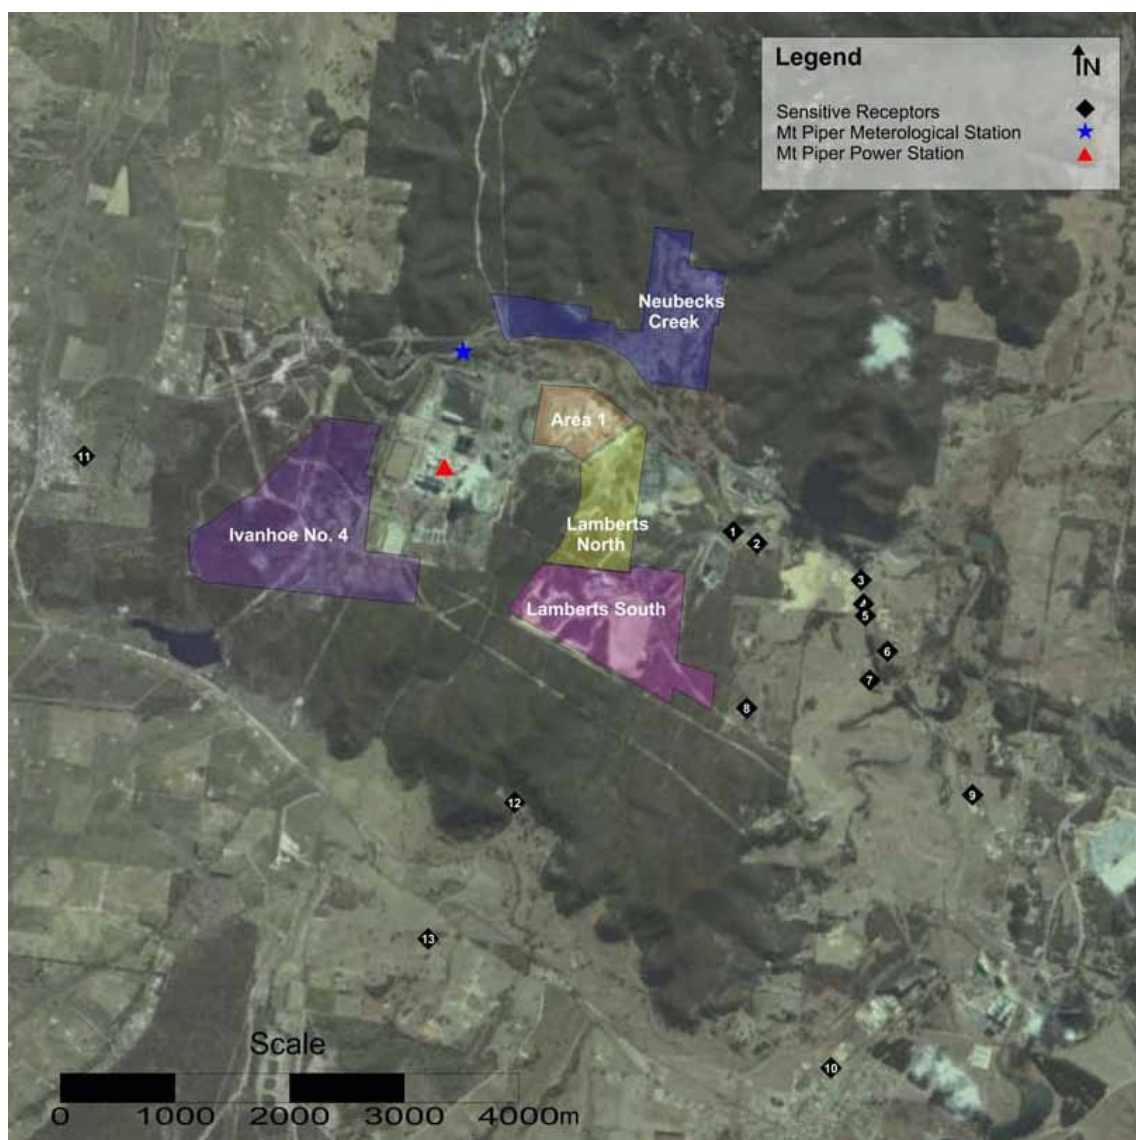 Legend
N
Sensitive Receptors
Mt Piper Meterological Station
Mt Piper Power Station
Neubecks
Creek
Area 1
11
Ivanhoe No. 4
Lamberts
North
1
2
3
Lamberts South
4
5
6
7
8
9
12
13
10
Scale
0 1000 2000 3000 4000m